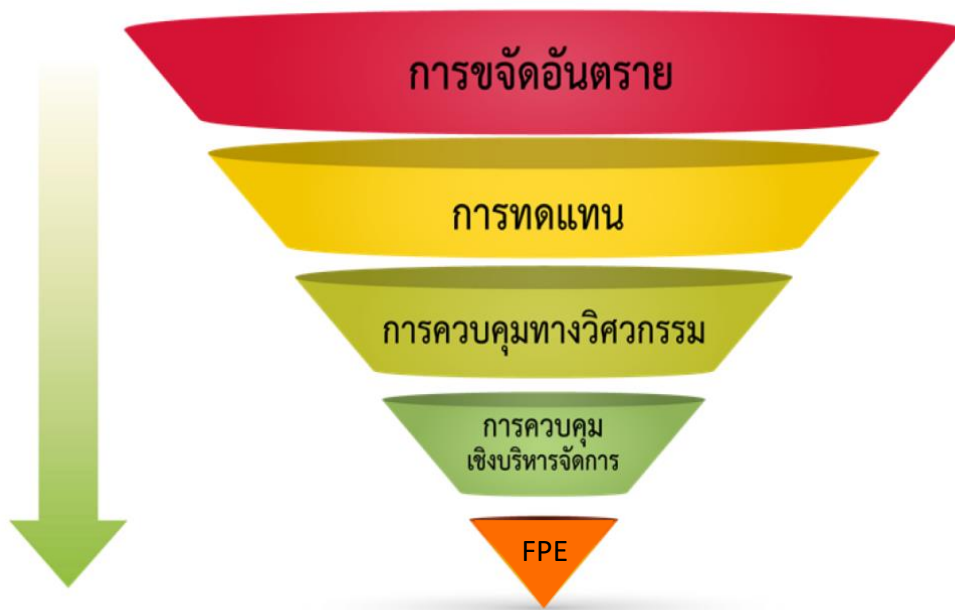 การขจัดอันตราย
การทดแทน
การควบคุมทางวิศวกรรม
การควบคุม
เชิงบริหารจัดการ
FPE